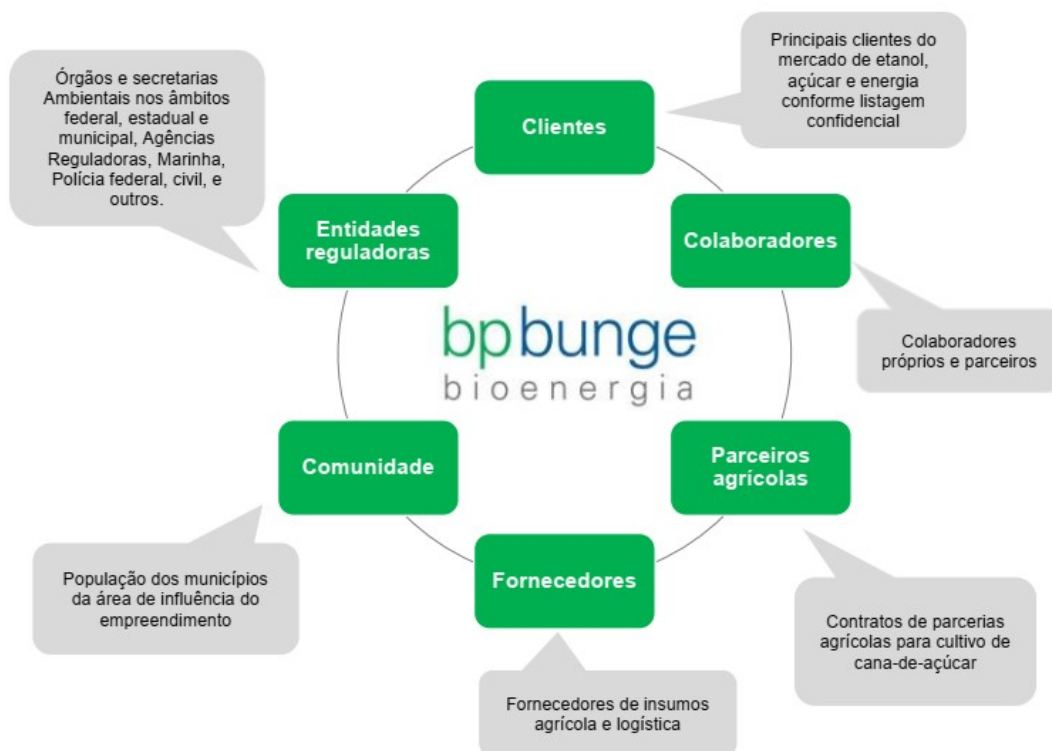 Principais clientes do
mercado de etanol,
açúcar e energia
conforme listagem
confidencial
Órgãos e secretarias
Ambientais nos âmbitos
federal, estadual e
municipal, Agências
Reguladoras, Marinha,
Polícia federal, civil, e
outros.
Clientes
Entidades
reguladoras
Colaboradores
bpbunge
bioenergia
Colaboradores
próprios e parceiros
Comunidade
Parceiros
agrícolas
População dos municípios
da área de influência do
empreendimento
Fornecedores
Contratos de parcerias
agrícolas para cultivo de
cana-de-açúcar
Fornecedores de insumos
agrícola e logística